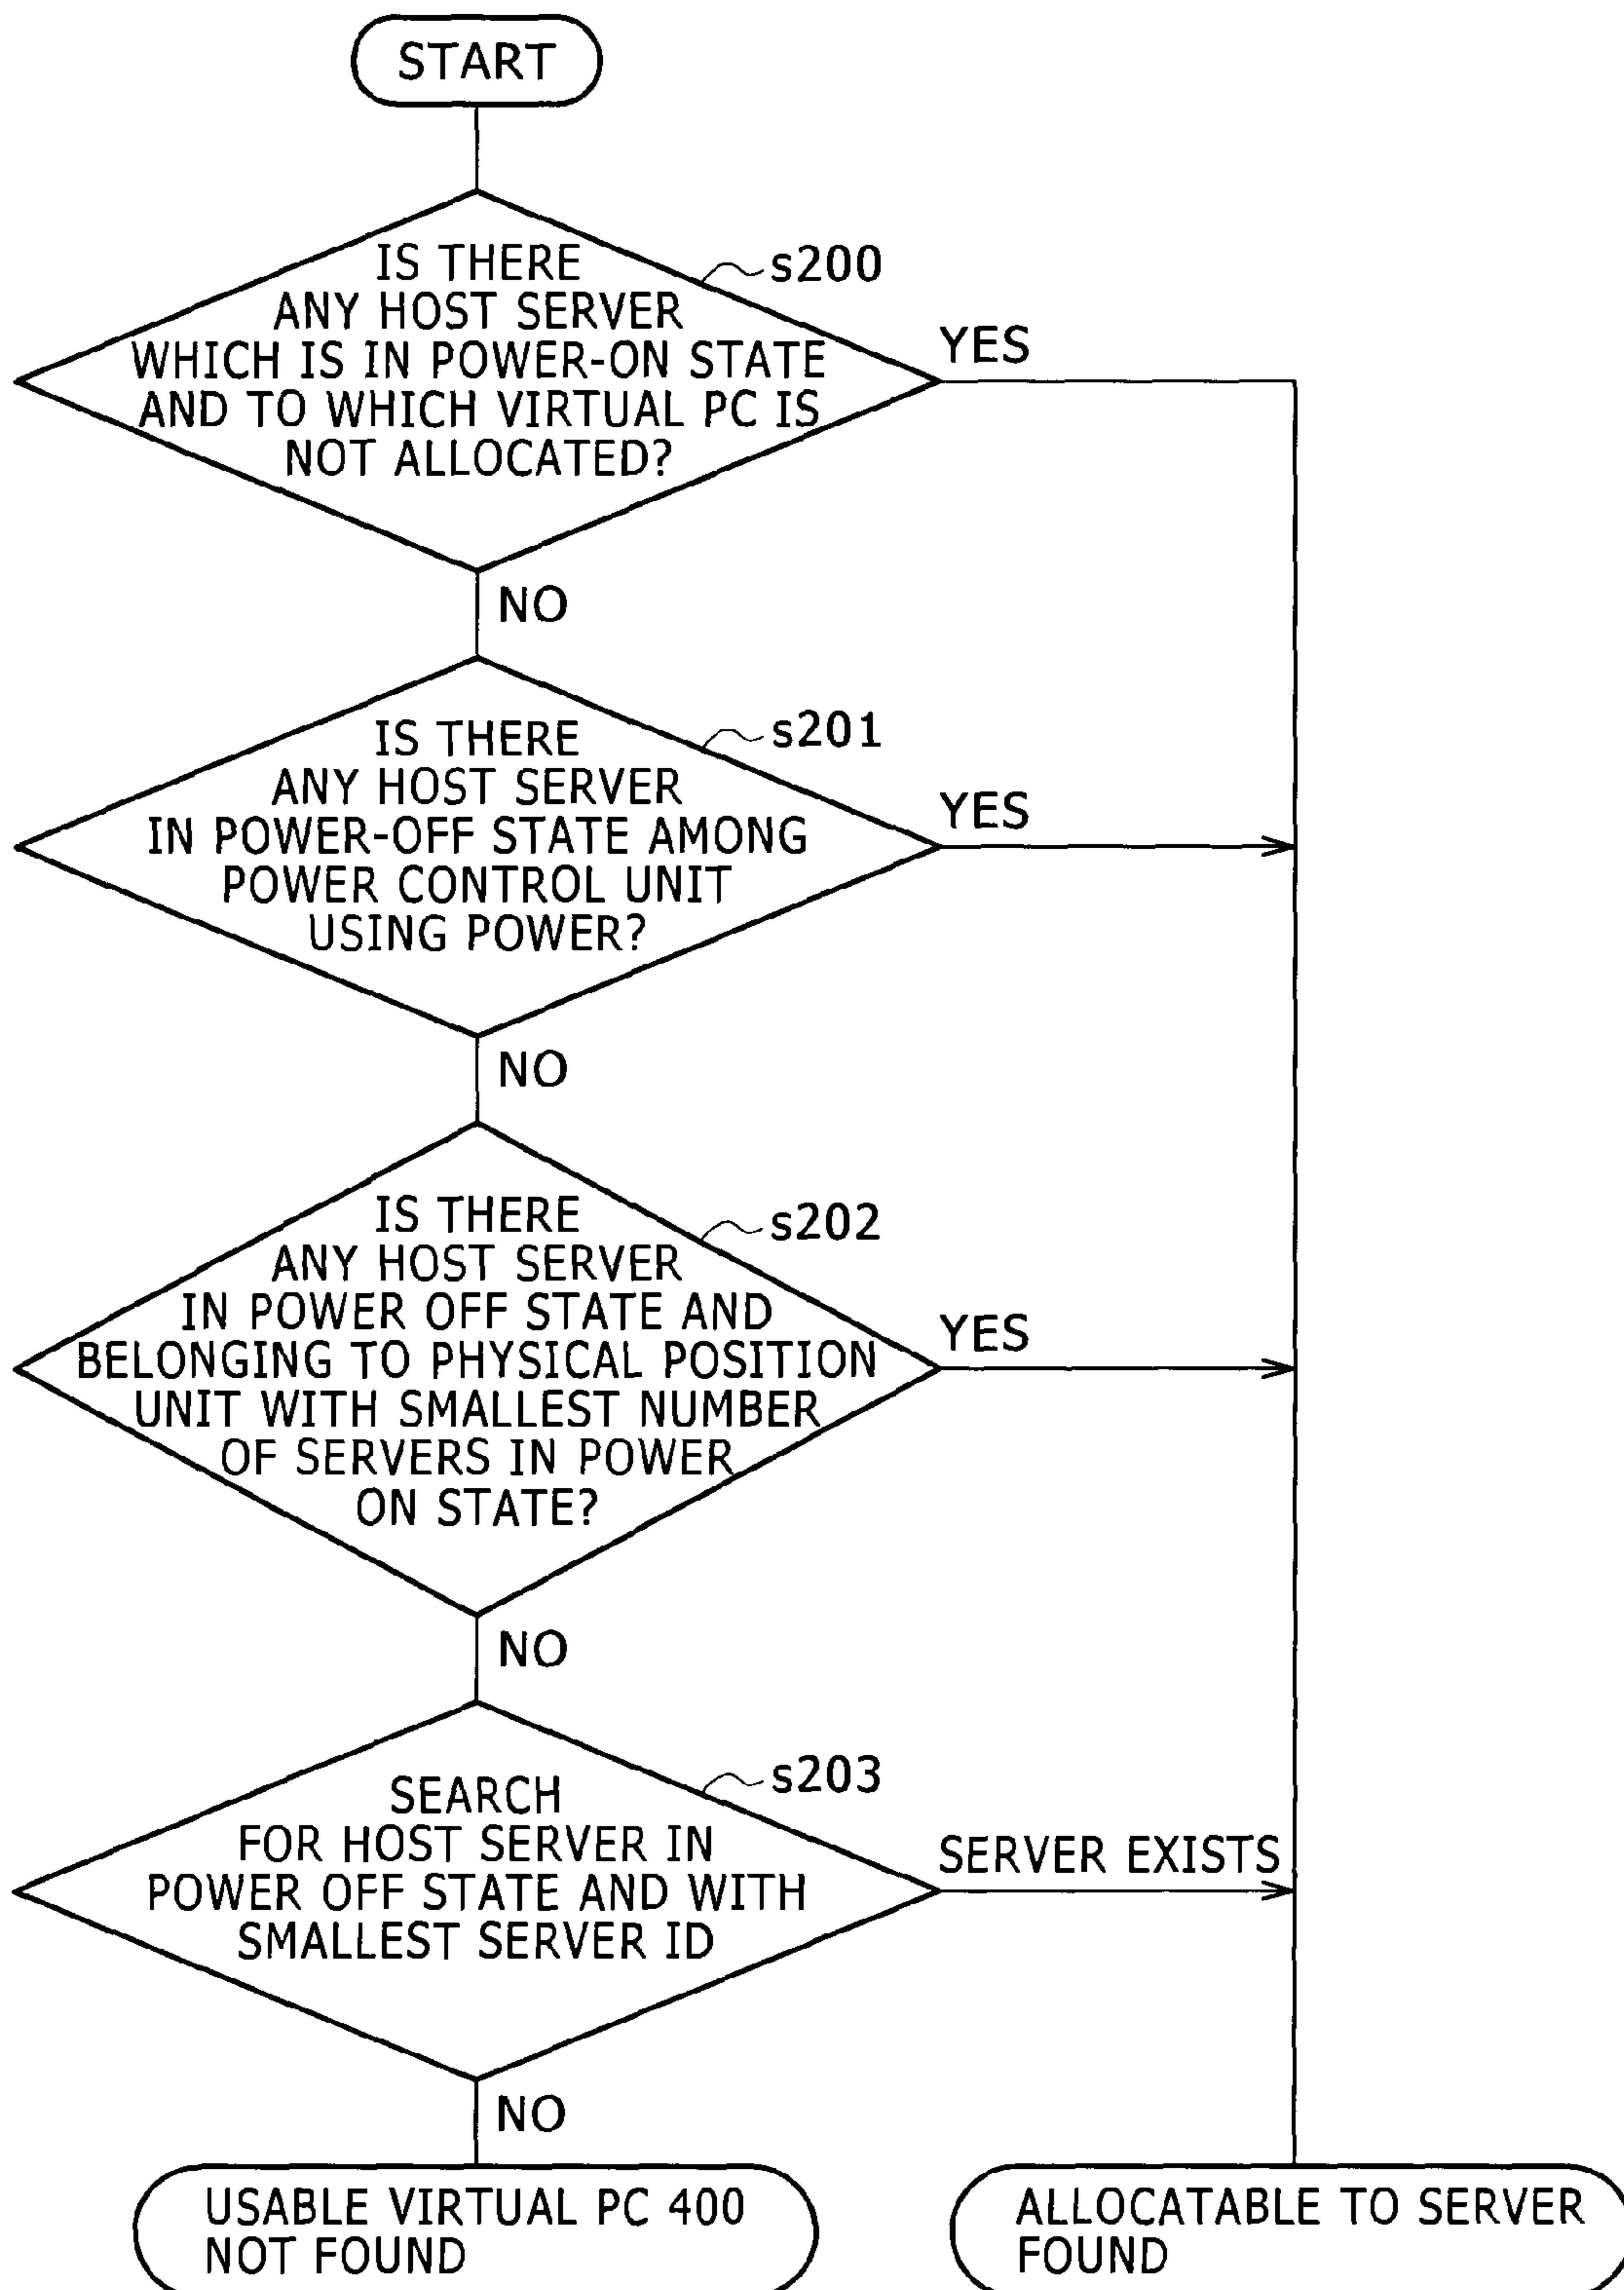 START
IS THERE
ANY HOST SERVER
WHICH IS IN POWER-ON STATE
AND TO WHICH VIRTUAL PC IS
NOT ALLOCATED?
s200
YES
NO
IS THERE
ANY HOST SERVER
IN POWER-OFF STATE AMONG
POWER CONTROL UNIT
USING POWER?
s201
YES
NO
IS THERE
ANY HOST SERVER
IN POWER OFF STATE AND
BELONGING TO PHYSICAL POSITION
UNIT WITH SMALLEST NUMBER
OF SERVERS IN POWER
ON STATE?
s202
YES
NO
SEARCH
FOR HOST SERVER IN
POWER OFF STATE AND WITH
SMALLEST SERVER ID
s203
SERVER EXISTS
NO
USABLE VIRTUAL PC 400
NOT FOUND
ALLOCATABLE TO SERVER
FOUND